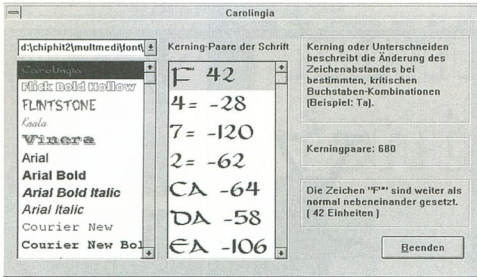 Carolingia
d:\chiphit2\multmedi\font\
Carolingia
Flick Bold Hollow
FLINTSTONE
Koala
Vinera
Arial
Arial Bold
Arial Bold Italic
Arial Italic
Courier New
Courier New Bol
Kerning-Paare der Schrift
F" 42
4= -28
7= -120
2= -62
CA -64
DA -58
EA -106
Kerning oder Unterschneiden
beschreibt die Änderung des
Zeichenabstandes bei
bestimmten, kritischen
Buchstaben-Kombinationen
(Beispiel: Ta).
Kerningpaare: 680
Die Zeichen "F"" sind weiter als
normal nebeneinander gesetzt.
( 42 Einheiten )
Beenden